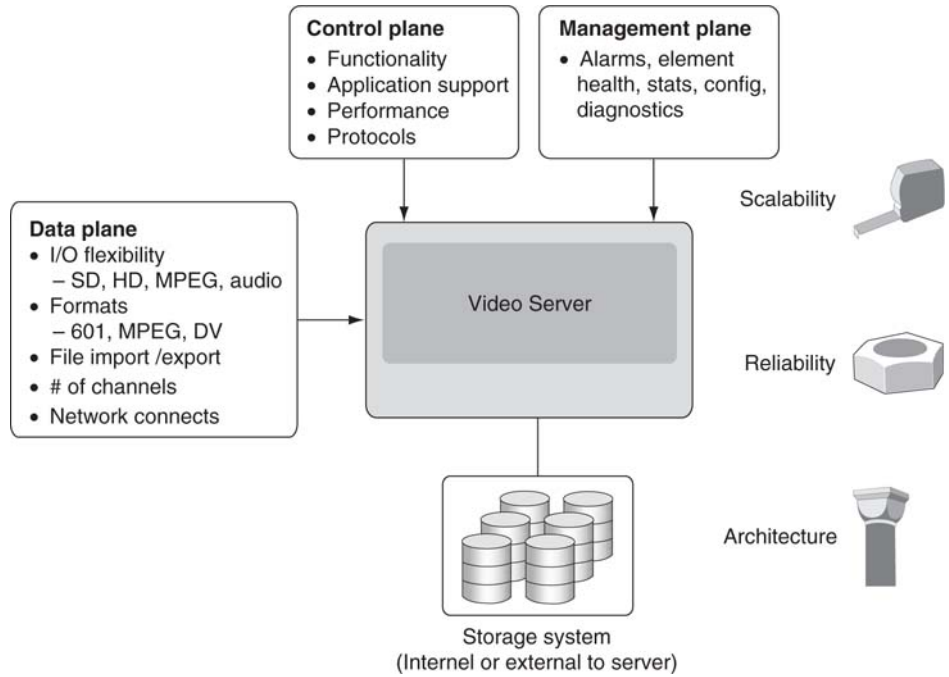 Control plane
• Functionality
• Application support
• Performance
• Protocols
Management plane
• Alarms, element
health, stats, config,
diagnostics
Data plane
• I/O flexibility
– SD, HD, MPEG, audio
• Formats
– 601, MPEG, DV
• File import /export
• # of channels
• Network connects
Video Server
Scalability
Reliability
Architecture
Storage system
(Internal or external to server)